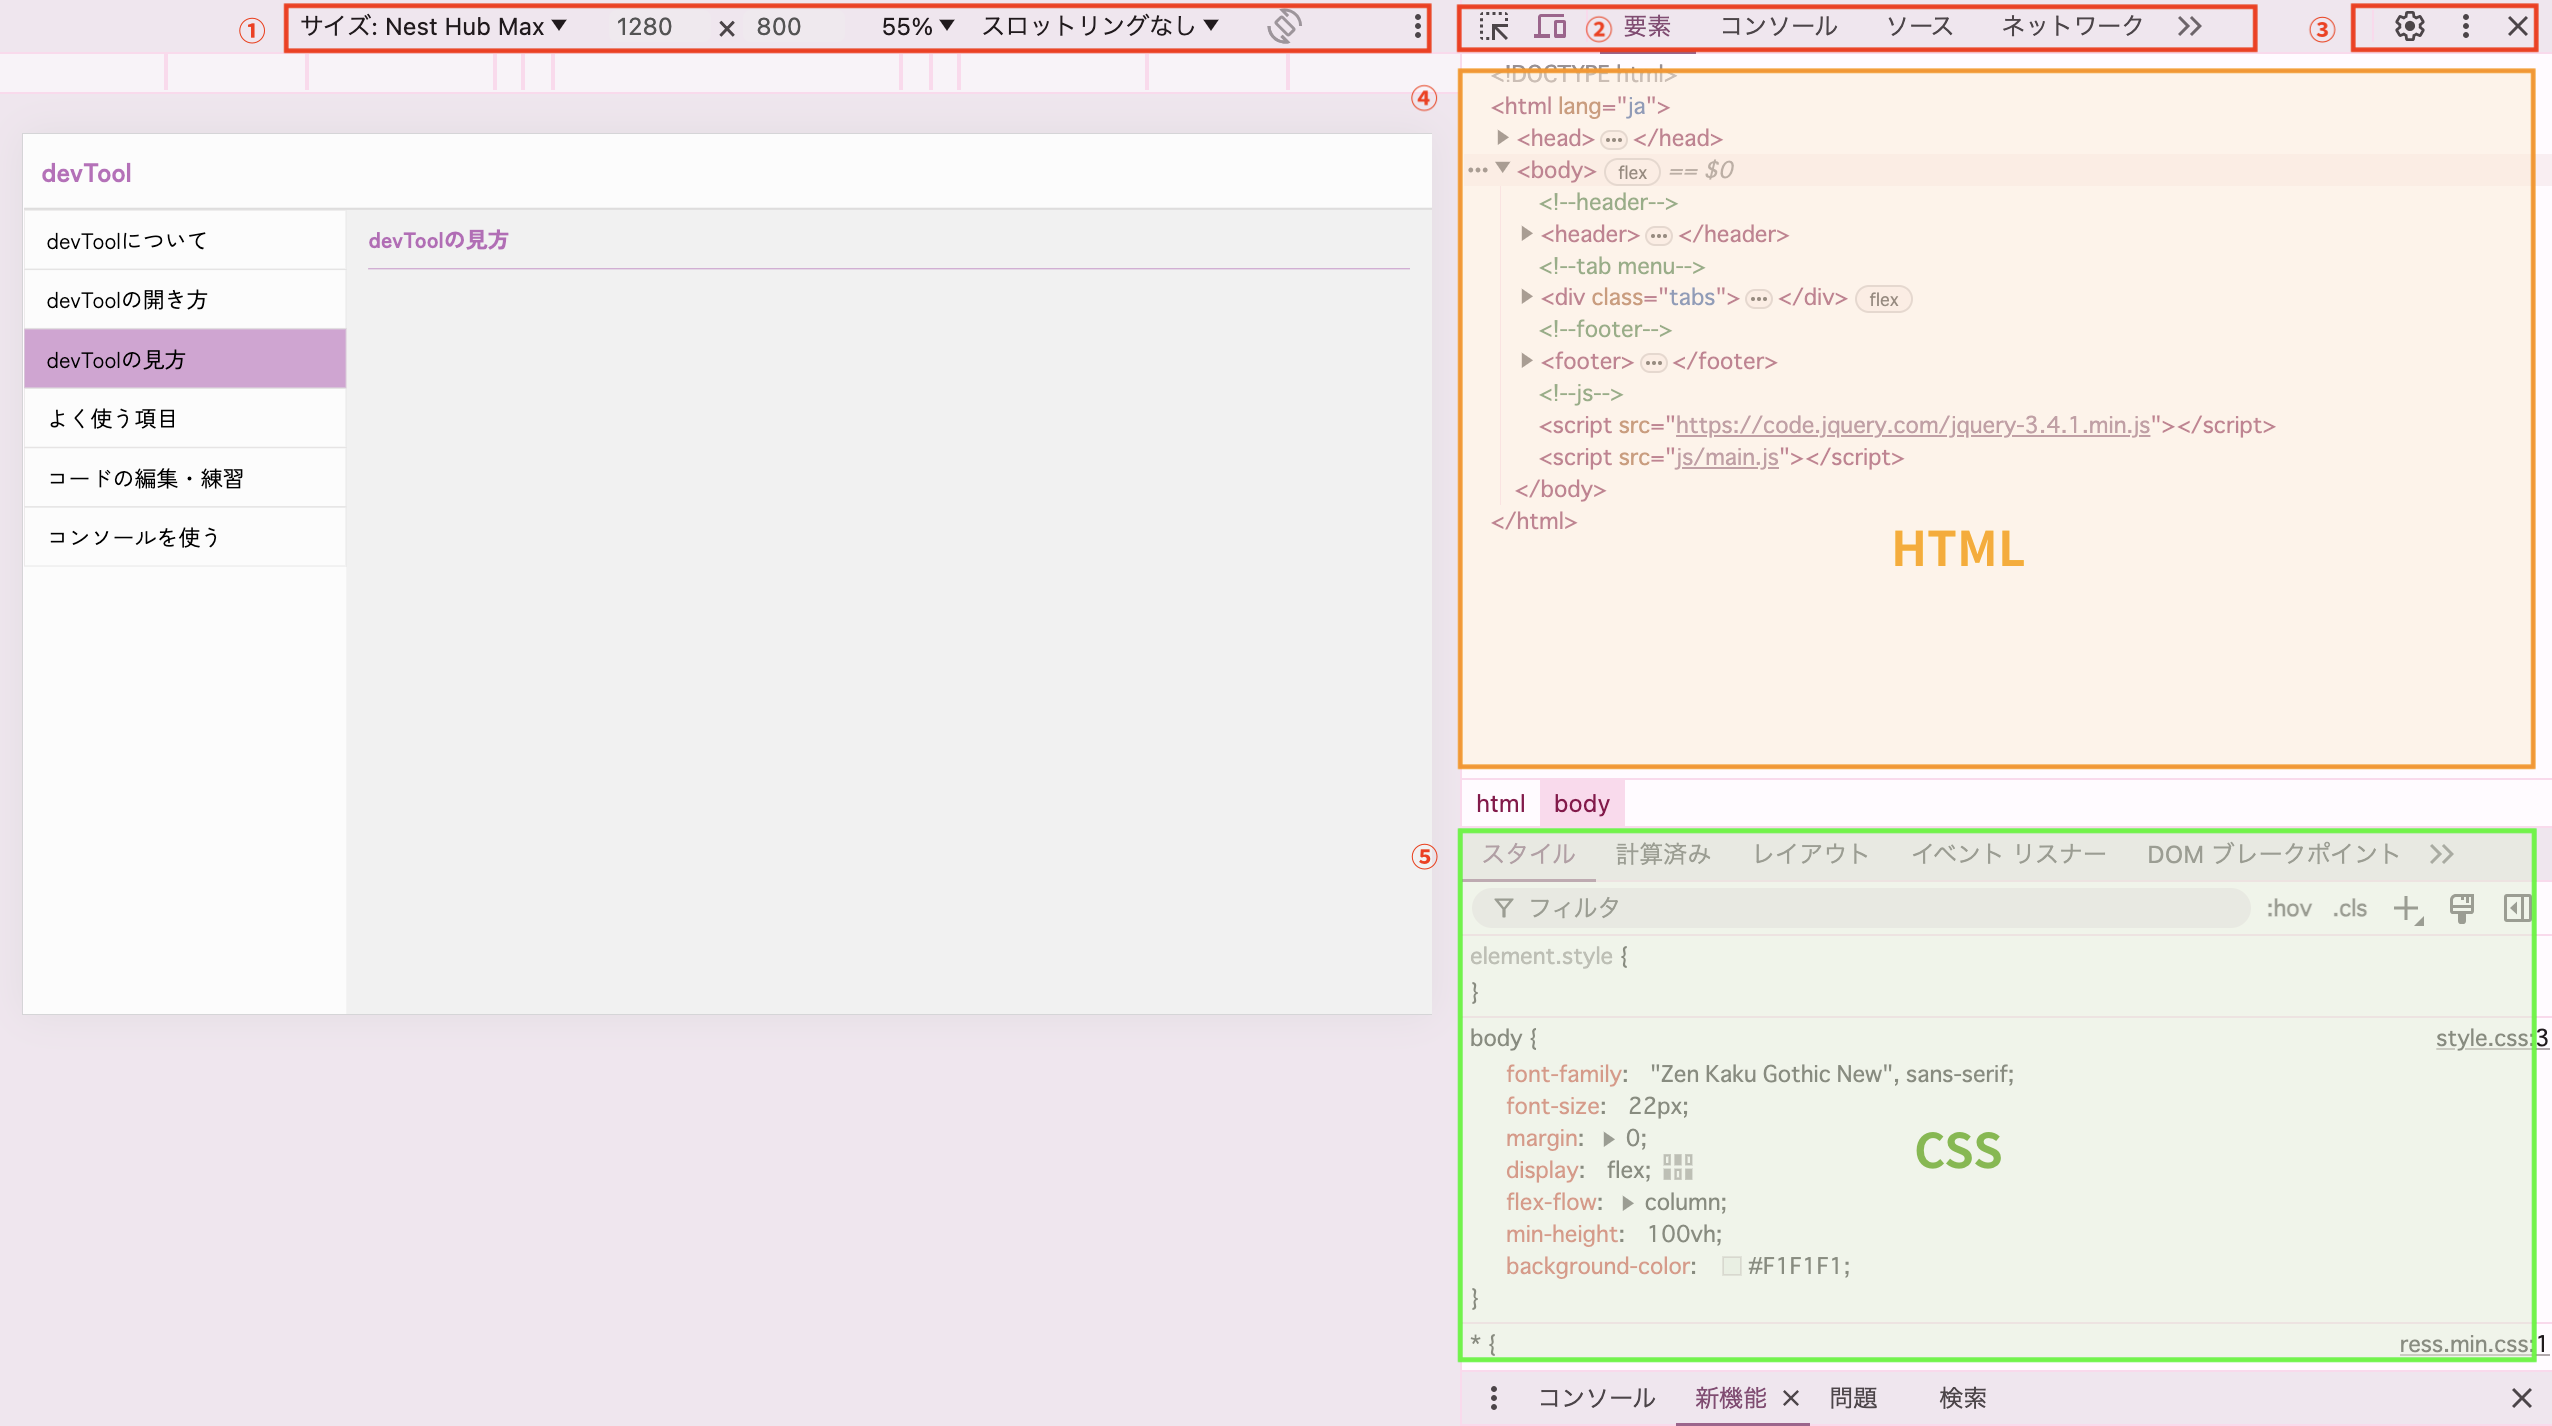 ① サイズ: Nest Hub Max ▼ 1280 × 800 55% ▼ スロットリングなし ▼
② 要素 コンソール ソース ネットワーク >> ③
④
devTool
devToolについて
devToolの開き方
devToolの見方
よく使う項目
コードの編集・練習
コンソールを使う
devToolの見方
<!DOCTYPE html>
<html lang="ja">
<head> ••• </head>
••• <body> flex == $0
<!--header-->
<header> ••• </header>
<!--tab menu-->
<div class="tabs"> ••• </div> flex
<!--footer-->
<footer> ••• </footer>
<!--js-->
<script src="https://code.jquery.com/jquery-3.4.1.min.js"></script>
<script src="js/main.js"></script>
</body>
</html>
HTML
html body
⑤
スタイル 計算済み レイアウト イベント リスナー DOM ブレークポイント >>
フィルタ :hov .cls
element.style {
}
body { style.css:3
font-family: "Zen Kaku Gothic New", sans-serif;
font-size: 22px;
margin: ▶ 0;
display: flex;
flex-flow: ▶ column;
min-height: 100vh;
background-color: #F1F1F1;
}
CSS
* { ress.min.css:1
コンソール 新機能 × 問題 検索 ×